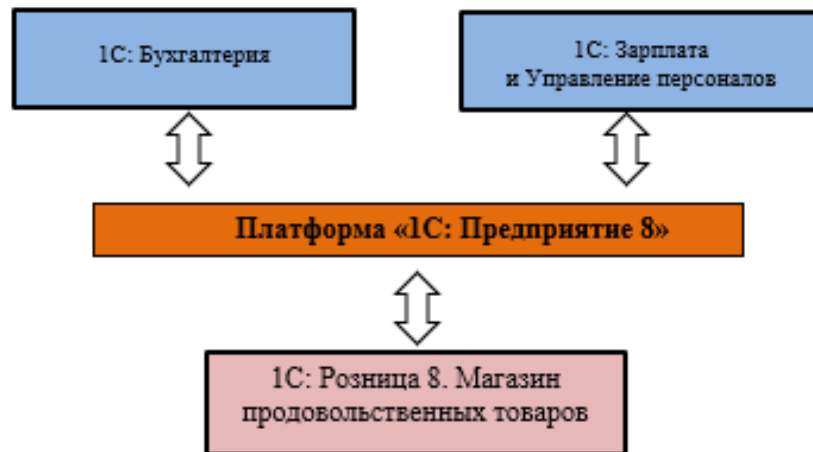 1С: Бухгалтерия
1С: Зарплата
и Управление персоналов
Платформа «1С: Предприятие 8»
1С: Розница 8. Магазин
продовольственных товаров